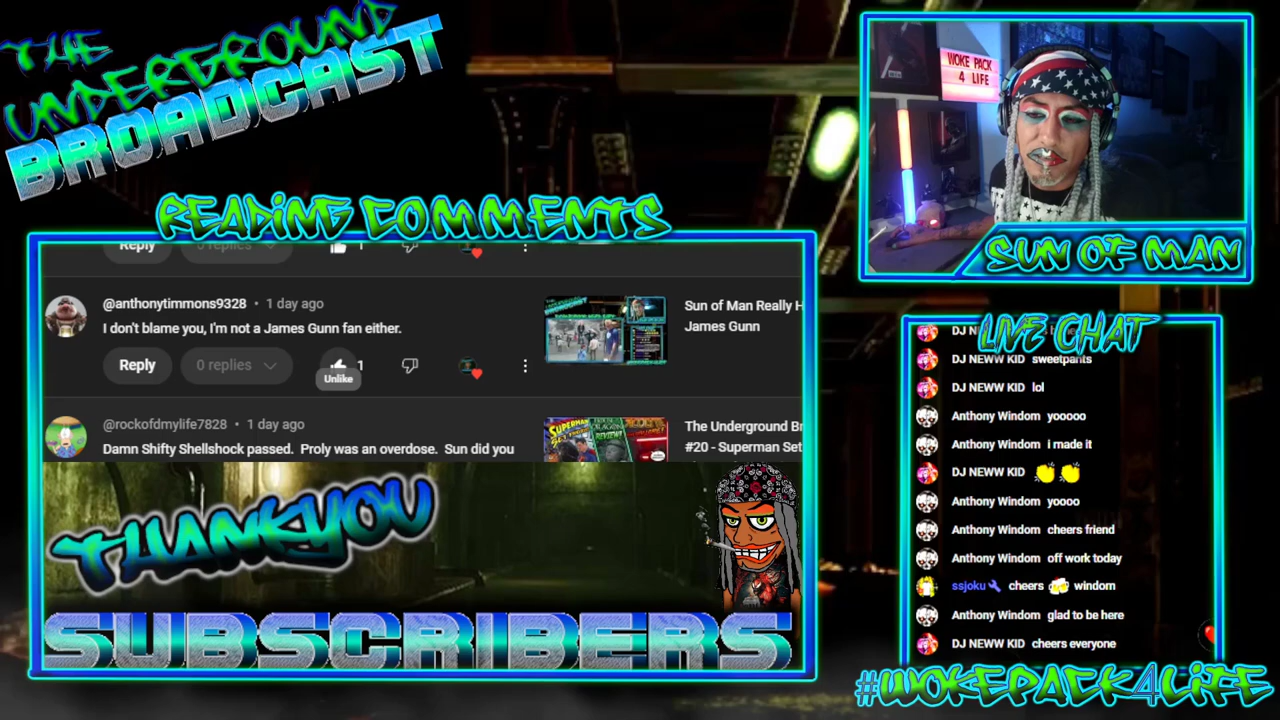 THE
UNDERGROUND
BROADCAST
READING COMMENTS
Reply
0 replies
1
@anthonytimmons9328 • 1 day ago
I don't blame you, I'm not a James Gunn fan either.
Reply
0 replies
1
Unlike
Sun of Man Really H
James Gunn
@rockofdmylife7828 • 1 day ago
Damn Shifty Shellshock passed. Proly was an overdose. Sun did you
The Underground Br
#20 - Superman Set
THANKYOU
SUBSCRIBERS
WOKE PACK
4 LIFE
SUN OF MAN
LIVE CHAT
DJ N
DJ NEWW KID sweetpants
DJ NEWW KID lol
Anthony Windom yooooo
Anthony Windom i made it
DJ NEWW KID 👏 👏
Anthony Windom yoooo
Anthony Windom cheers friend
Anthony Windom off work today
ssjoku cheers 🍻 windom
Anthony Windom glad to be here
DJ NEWW KID cheers everyone
#WOKEPACK4LIFE